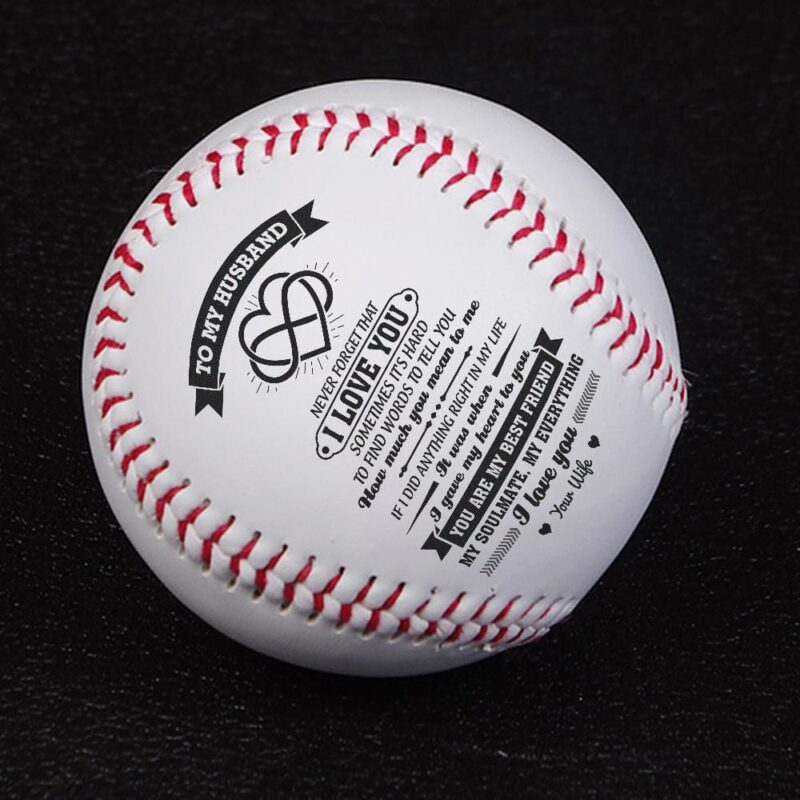 TO MY HUSBAND
NEVER FORGET THAT
I LOVE YOU
SOMETIMES IT'S HARD
TO FIND WORDS TO TELL YOU
How much you mean to me
IF I DID ANYTHING RIGHT IN MY LIFE
It was when
I gave my heart to you
YOU ARE MY BEST FRIEND
MY SOULMATE, MY EVERYTHING
I love you
Your Wife